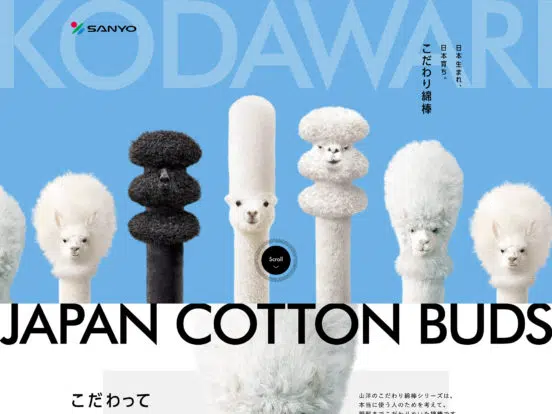 KODAWARI
SANYO
日本生まれ、
日本育ち。
こだわり綿棒
Scroll
JAPAN COTTON BUDS
こだわって
山洋のこだわり綿棒シリーズは、
本当に使う人のためを考えて、